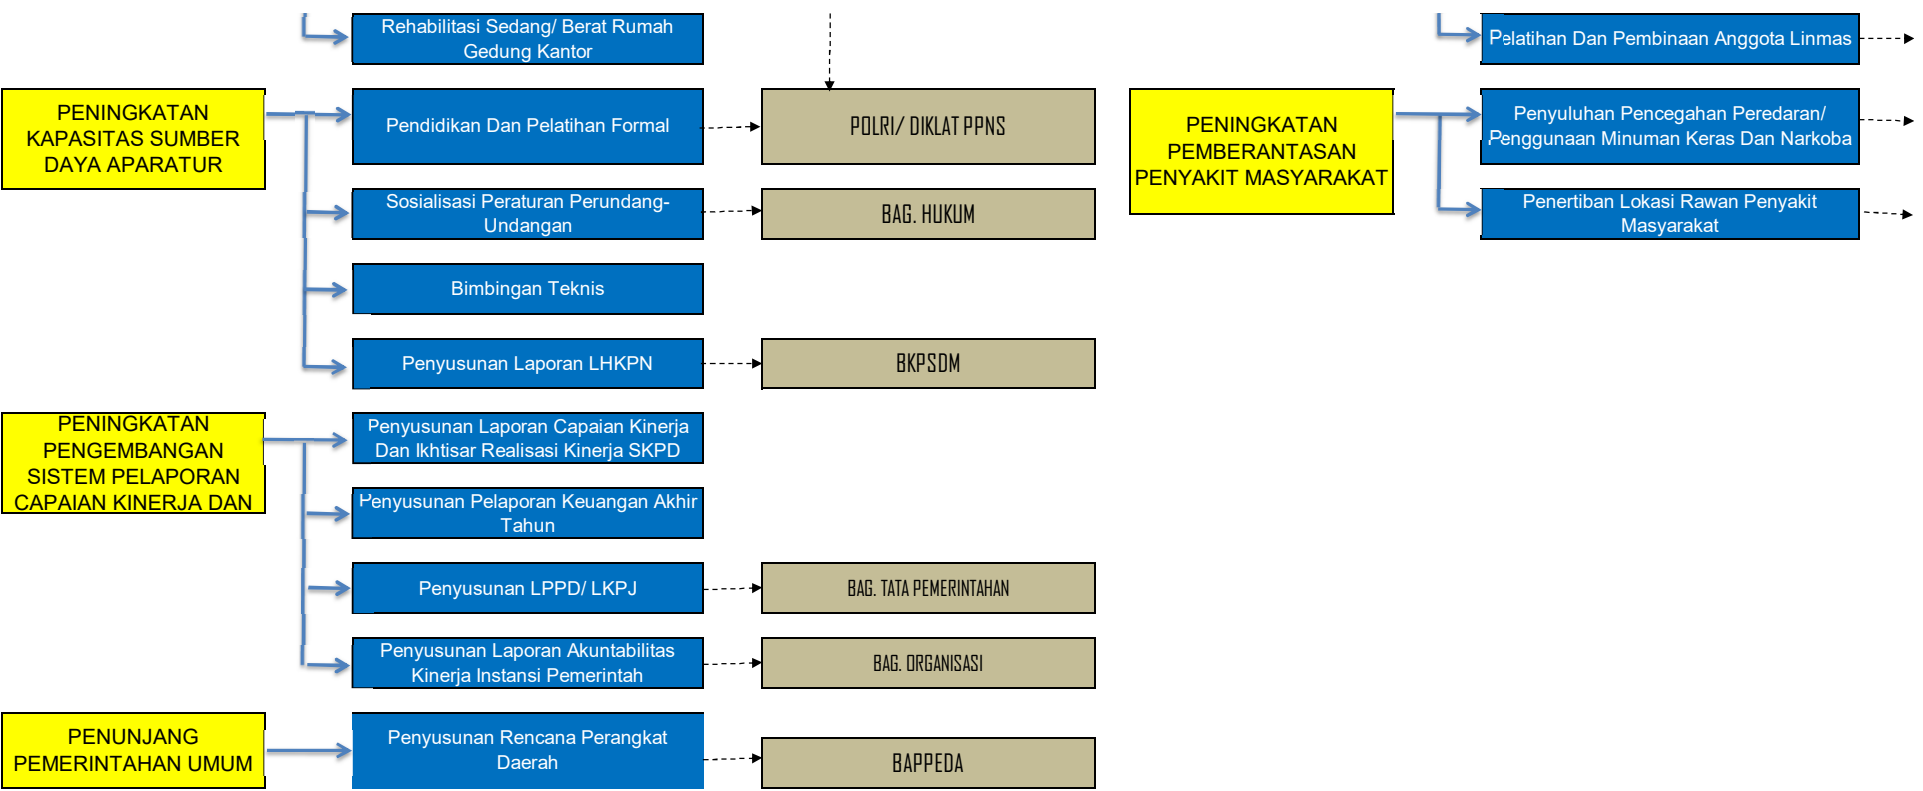 Rehabilitasi Sedang/ Berat Rumah
Gedung Kantor
PENINGKATAN
KAPASITAS SUMBER
DAYA APARATUR
Pendidikan Dan Pelatihan Formal
POLRI/ DIKLAT PPNS
Sosialisasi Peraturan Perundang-
Undangan
BAG. HUKUM
Bimbingan Teknis
Penyusunan Laporan LHKPN
BKPSDM
PENINGKATAN
PENGEMBANGAN
SISTEM PELAPORAN
CAPAIAN KINERJA DAN
Penyusunan Laporan Capaian Kinerja
Dan Ikhtisar Realisasi Kinerja SKPD
Penyusunan Pelaporan Keuangan Akhir
Tahun
Penyusunan LPPD/ LKPJ
BAG. TATA PEMERINTAHAN
Penyusunan Laporan Akuntabilitas
Kinerja Instansi Pemerintah
BAG. ORGANISASI
PENUNJANG
PEMERINTAHAN UMUM
Penyusunan Rencana Perangkat
Daerah
BAPPEDA
Pelatihan Dan Pembinaan Anggota Linmas
PENINGKATAN
PEMBERANTASAN
PENYAKIT MASYARAKAT
Penyuluhan Pencegahan Peredaran/
Penggunaan Minuman Keras Dan Narkoba
Penertiban Lokasi Rawan Penyakit
Masyarakat